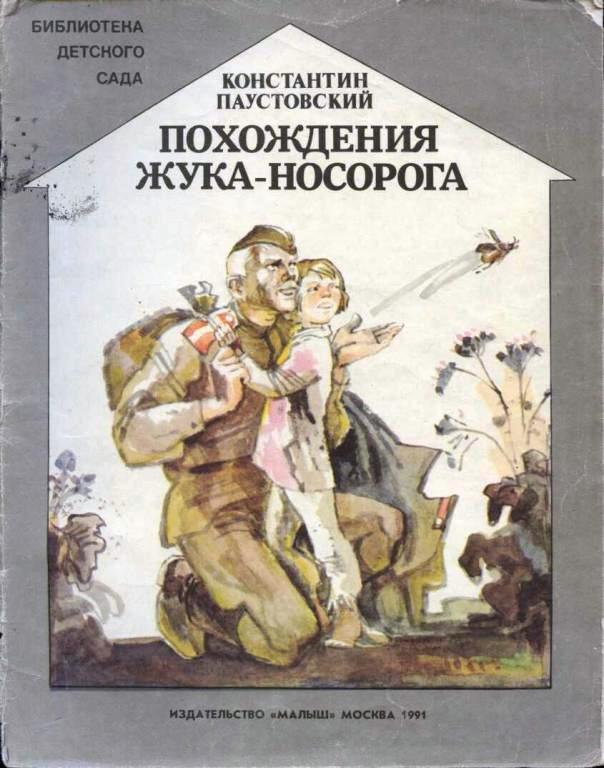 БИБЛИОТЕКА
ДЕТСКОГО
САДА
КОНСТАНТИН
ПАУСТОВСКИЙ
ПОХОЖДЕНИЯ
ЖУКА-НОСОРОГА
ИЗДАТЕЛЬСТВО «МАЛЫШ» МОСКВА 1991